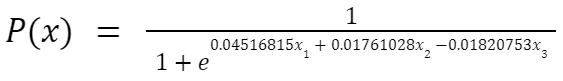 P(x) = 1 / (1 + e^(0.04516815x₁ + 0.01761028x₂ −0.01820753x₃))